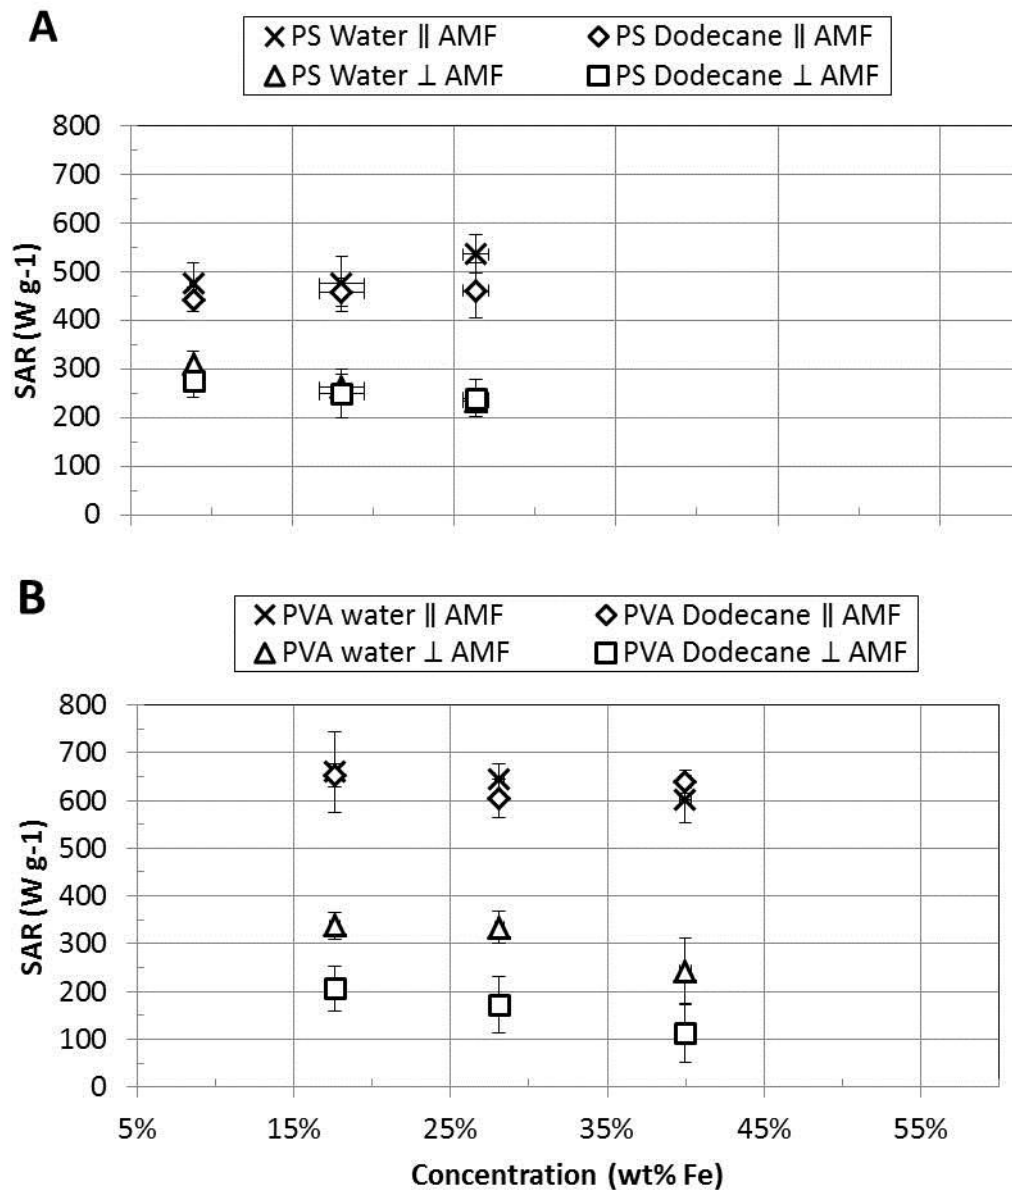 A
PS Water ∥ AMF PS Dodecane ∥ AMF
PS Water ⊥ AMF PS Dodecane ⊥ AMF
800
700
600
500
400
300
200
100
0
SAR (W g-1)
B
PVA water ∥ AMF PVA Dodecane ∥ AMF
PVA water ⊥ AMF PVA Dodecane ⊥ AMF
800
700
600
500
400
300
200
100
0
SAR (W g-1)
5% 15% 25% 35% 45% 55%
Concentration (wt% Fe)